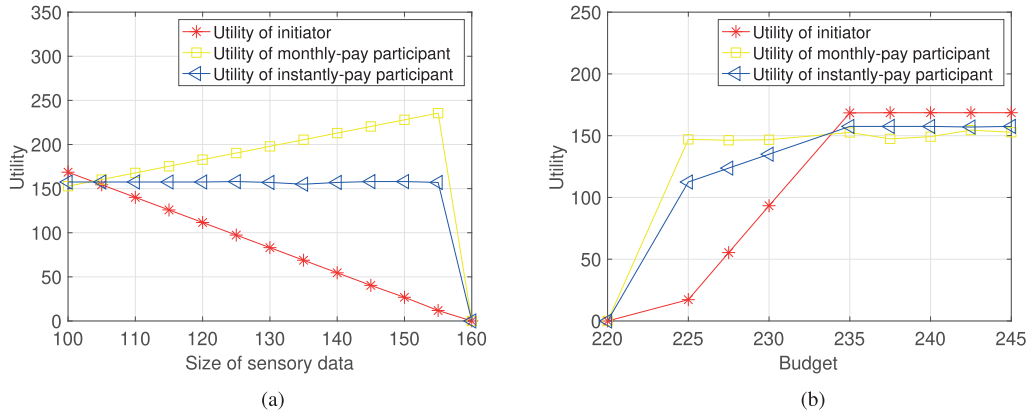 350
300
250
200
150
100
50
0
Utility
Utility of initiator
Utility of monthly-pay participant
Utility of instantly-pay participant
100 110 120 130 140 150 160
Size of sensory data
(a)
250
200
150
100
50
0
Utility
Utility of initiator
Utility of monthly-pay participant
Utility of instantly-pay participant
220 225 230 235 240 245
Budget
(b)